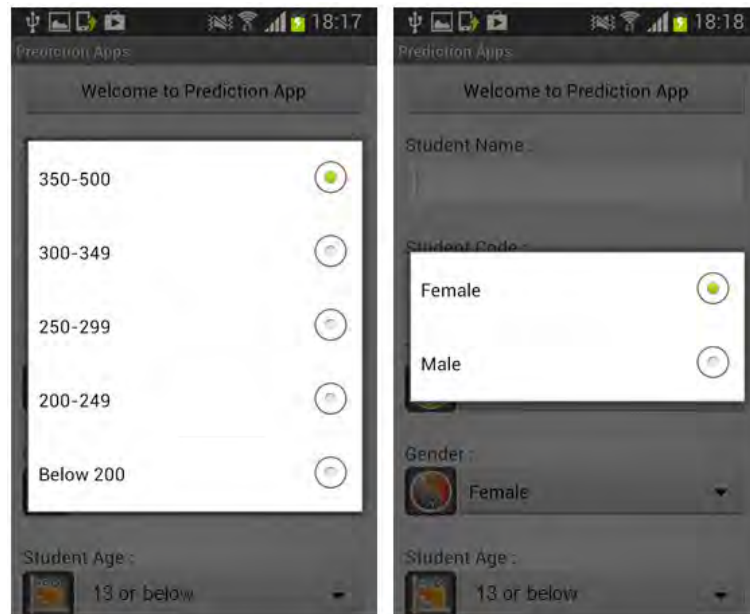 18:17
Prediction Apps
Welcome to Prediction App
350-500
300-349
250-299
200-249
Below 200
Student Age :
13 or below
18:18
Prediction Apps
Welcome to Prediction App
Student Name :
Student Code :
Female
Male
Gender :
Female
Student Age :
13 or below